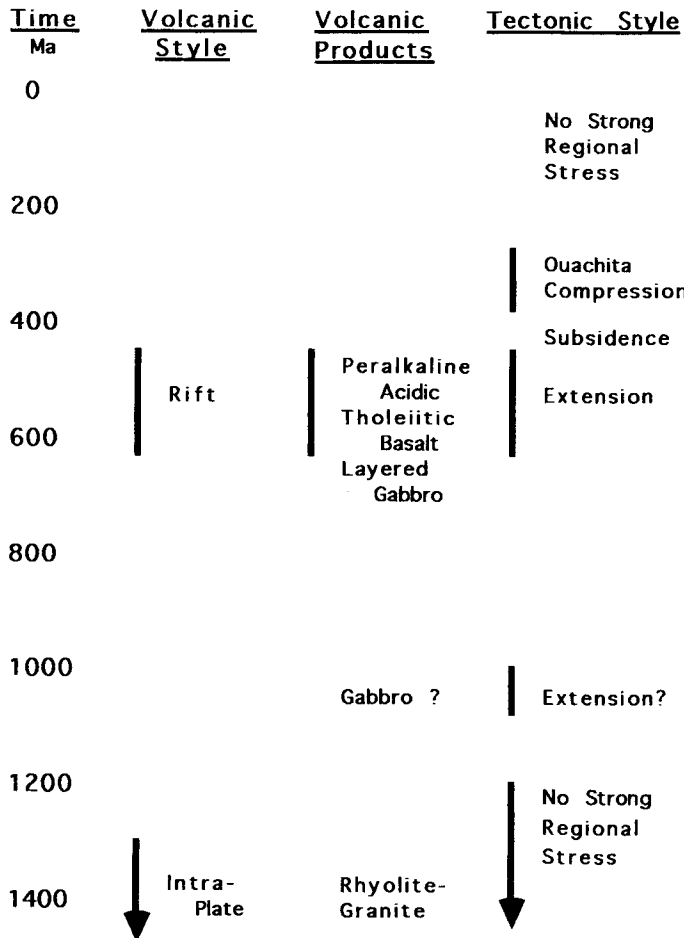 Time Volcanic Volcanic Tectonic Style
Ma Style Products
0
No Strong
Regional
Stress
200
Ouachita
Compression
400
Subsidence
Peralkaline
Rift Acidic Extension
Tholeiitic
600 Basalt
Layered
Gabbro
800
1000
Gabbro ? Extension?
1200
No Strong
Regional
Stress
Intra- Rhyolite-
1400 Plate Granite